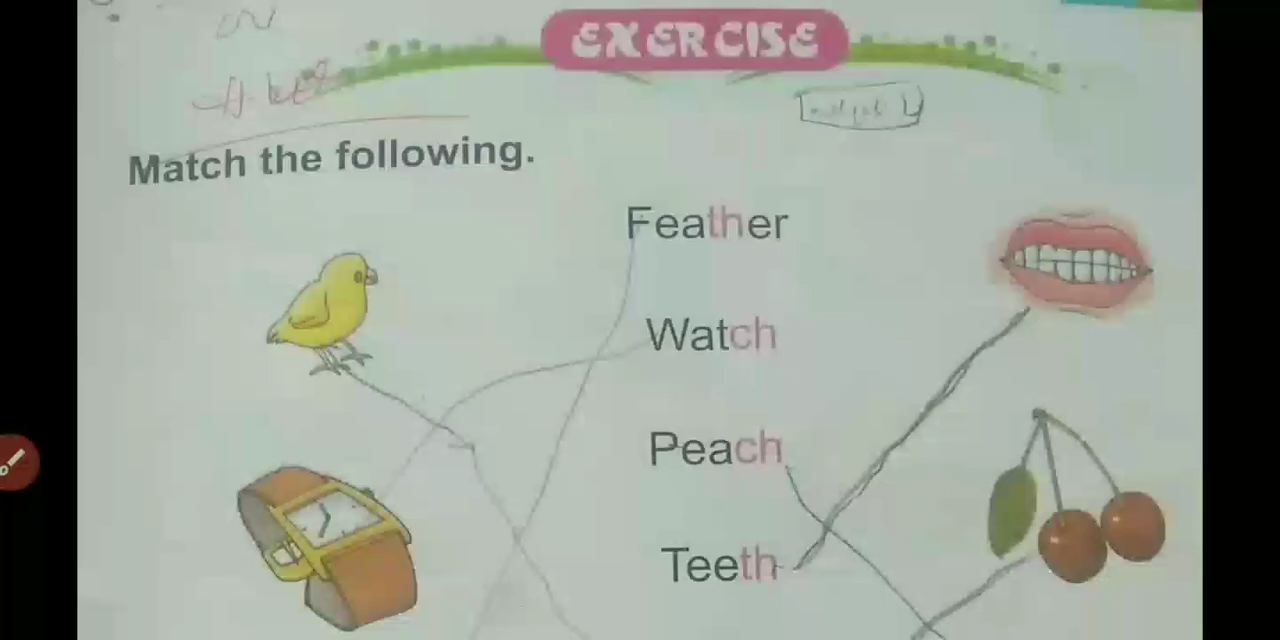 EXERCISE
Match the following.
Feather
Watch
Peach
Teeth